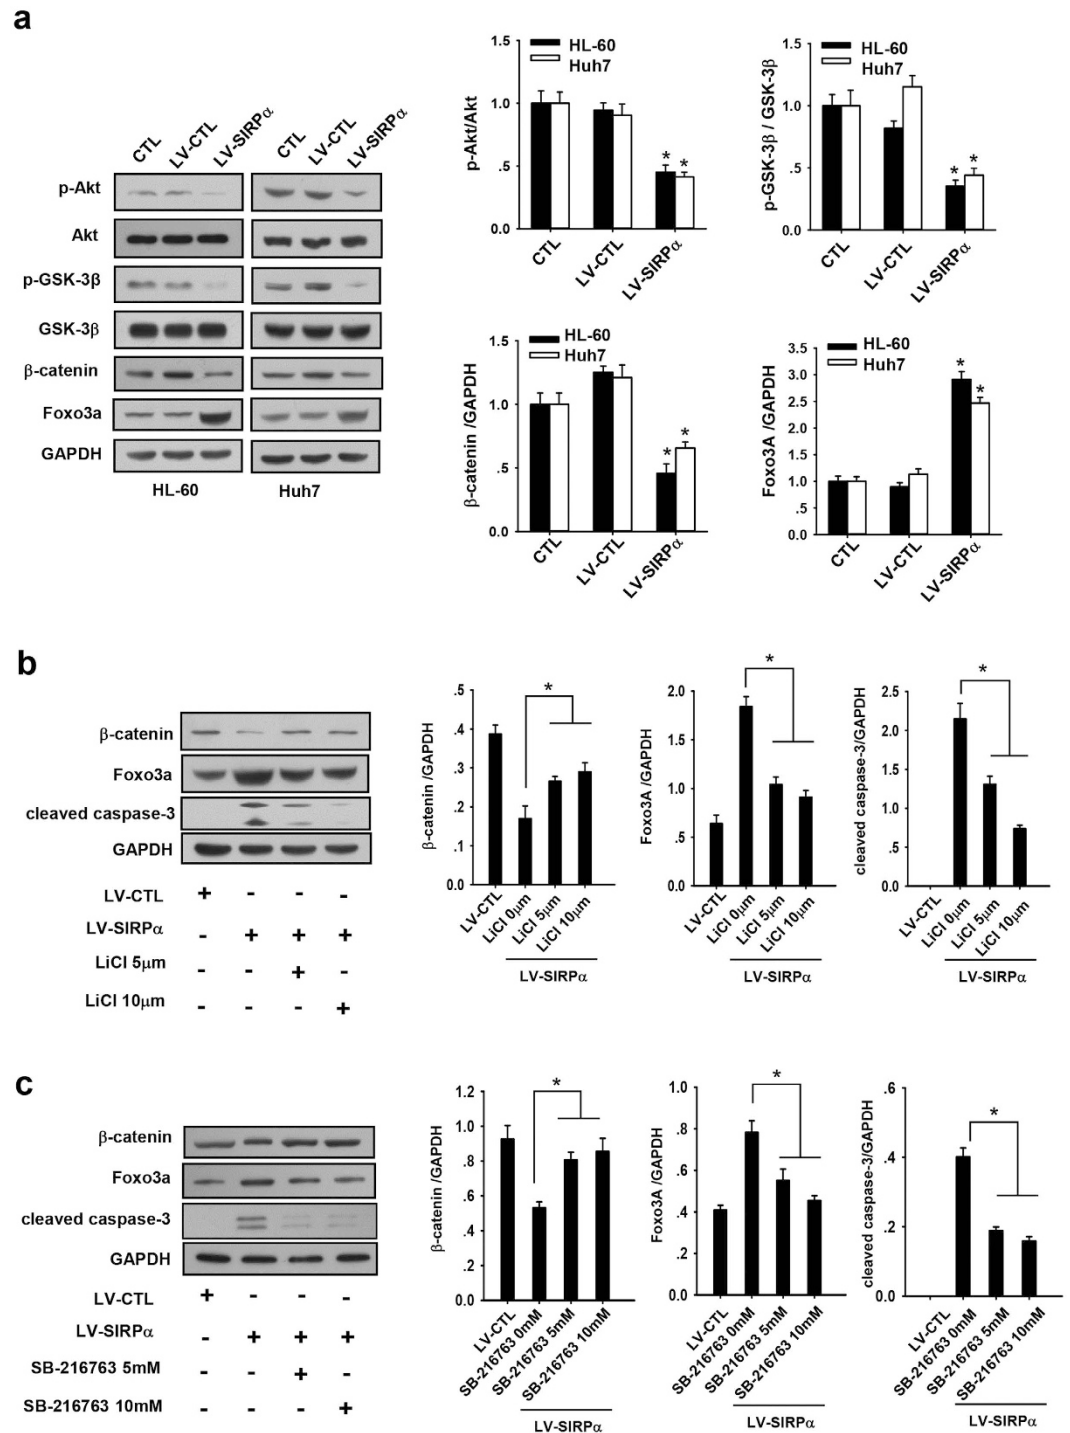 a
CTL LV-CTL LV-SIRPα CTL LV-CTL LV-SIRPα
p-Akt
Akt
p-GSK-3β
GSK-3β
β-catenin
Foxo3a
GAPDH
HL-60 Huh7
HL-60
Huh7
p-Akt/Akt
1.5
1.0
.5
0.0
* *
CTL LV-CTL LV-SIRPα
HL-60
Huh7
p-GSK-3β / GSK-3β
1.5
1.0
.5
0.0
* *
CTL LV-CTL LV-SIRPα
HL-60
Huh7
β-catenin /GAPDH
1.5
1.0
.5
0.0
* *
CTL LV-CTL LV-SIRPα
HL-60
Huh7
Foxo3A /GAPDH
3.5
3.0
2.5
2.0
1.5
1.0
.5
0.0
* *
CTL LV-CTL LV-SIRPα
b
β-catenin
Foxo3a
cleaved caspase-3
GAPDH
LV-CTL + - - -
LV-SIRPα - + + +
LiCl 5μm - - + -
LiCl 10μm - - - +
β-catenin /GAPDH
.5
.4
.3
.2
.1
0.0
*
LV-CTL LiCl 0μm LiCl 5μm LiCl 10μm
LV-SIRPα
Foxo3A /GAPDH
2.0
1.5
1.0
.5
0.0
*
LV-CTL LiCl 0μm LiCl 5μm LiCl 10μm
LV-SIRPα
cleaved caspase-3/GAPDH
2.5
2.0
1.5
1.0
.5
0.0
*
LV-CTL LiCl 0μm LiCl 5μm LiCl 10μm
LV-SIRPα
c
β-catenin
Foxo3a
cleaved caspase-3
GAPDH
LV-CTL + - - -
LV-SIRPα - + + +
SB-216763 5mM - - + -
SB-216763 10mM - - - +
β-catenin /GAPDH
1.2
1.0
.8
.6
.4
.2
0.0
*
LV-CTL SB-216763 0mM SB-216763 5mM SB-216763 10mM
LV-SIRPα
Foxo3A /GAPDH
1.0
.8
.6
.4
.2
0.0
*
LV-CTL SB-216763 0mM SB-216763 5mM SB-216763 10mM
LV-SIRPα
cleaved caspase-3/GAPDH
.6
.4
.2
0.0
*
LV-CTL SB-216763 0mM SB-216763 5mM SB-216763 10mM
LV-SIRPα